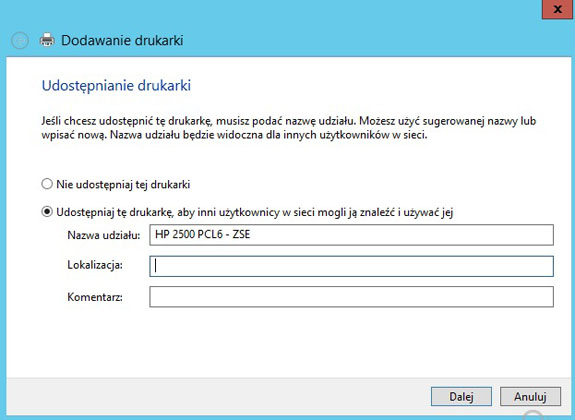 Dodawanie drukarki
Udostępnianie drukarki
Jeśli chcesz udostępnić tę drukarkę, musisz podać nazwę udziału. Możesz użyć sugerowanej nazwy lub
wpisać nową. Nazwa udziału będzie widoczna dla innych użytkowników w sieci.
Nie udostępniaj tej drukarki
Udostępniaj tę drukarkę, aby inni użytkownicy w sieci mogli ją znaleźć i używać jej
Nazwa udziału: HP 2500 PCL6 - ZSE
Lokalizacja:
Komentarz:
Dalej Anuluj